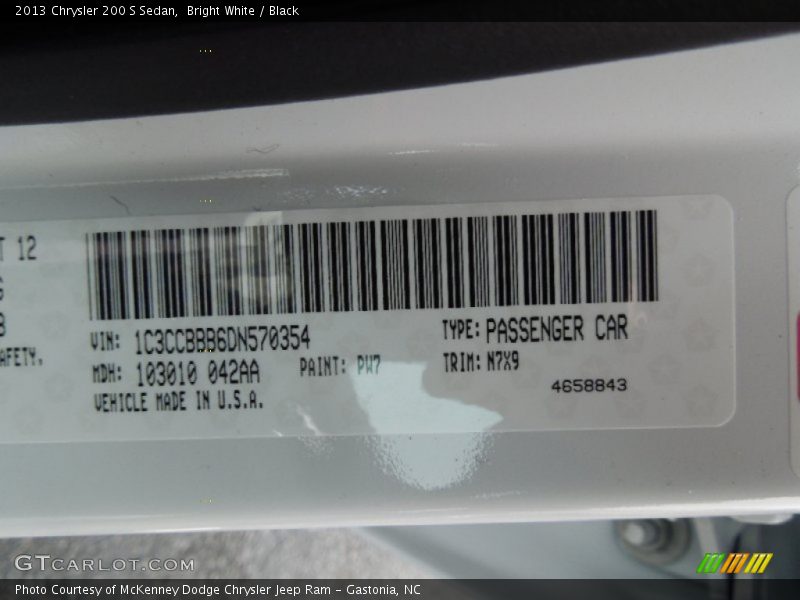 2013 Chrysler 200 S Sedan, Bright White / Black
T 12
AFETY.
VIN: 1C3CCBBB6DN570354
TYPE: PASSENGER CAR
MDH: 103010 042AA
PAINT: PW7
TRIM: N7X9
VEHICLE MADE IN U.S.A.
4658843
GTCARLOT.COM
Photo Courtesy of McKenney Dodge Chrysler Jeep Ram - Gastonia, NC